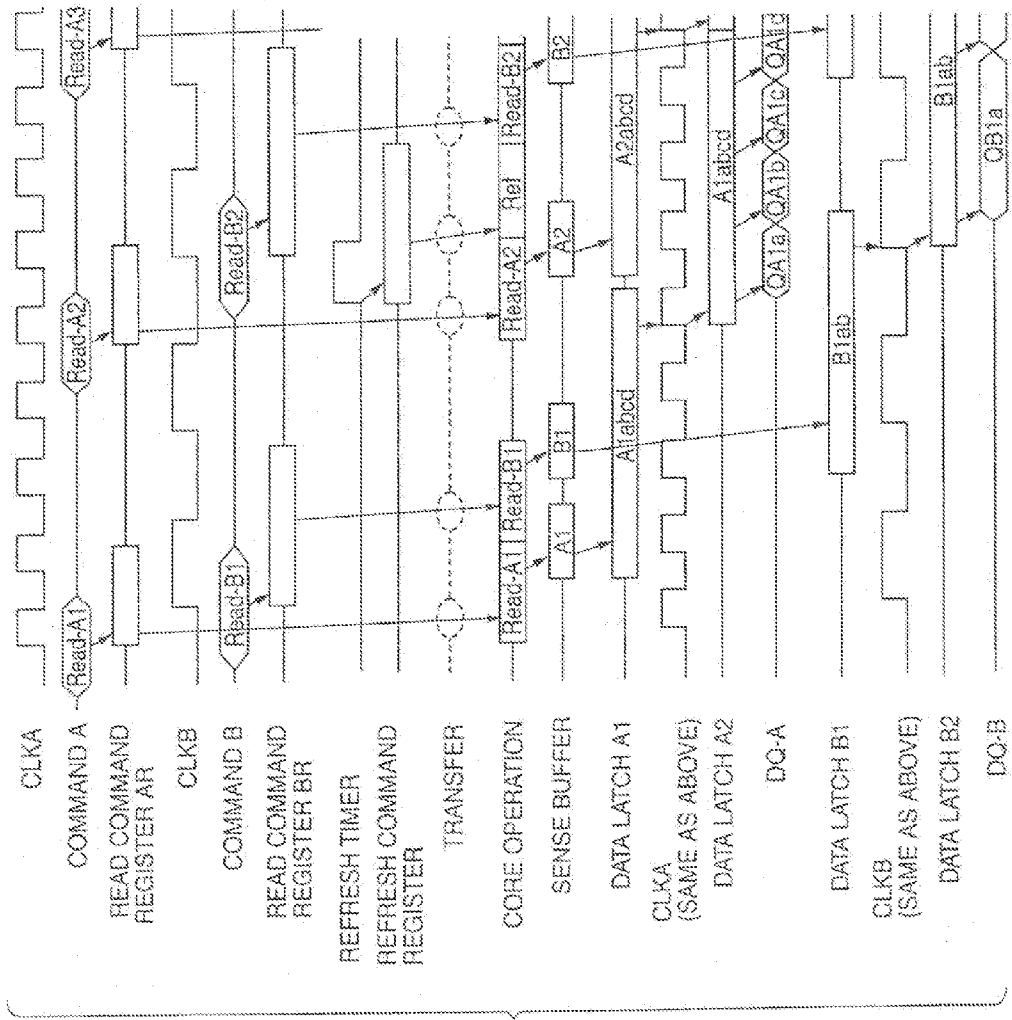 CLKA
COMMAND A
Read-A1
Read-A2
Read-A3
READ COMMAND
REGISTER AR
CLKB
COMMAND B
Read-B1
Read-B2
READ COMMAND
REGISTER BR
REFRESH TIMER
REFRESH COMMAND
REGISTER
TRANSFER
CORE OPERATION
Read-A1
Read-B1
Read-A2
Ref
Read-B2
SENSE BUFFER
A1
B1
A2
B2
DATA LATCH A1
A1abcd
A2abcd
CLKA
(SAME AS ABOVE)
DATA LATCH A2
A1abcd
DQ-A
QA1a
QA1b
QA1c
QA1d
DATA LATCH B1
B1ab
CLKB
(SAME AS ABOVE)
DATA LATCH B2
B1ab
DQ-B
QB1a